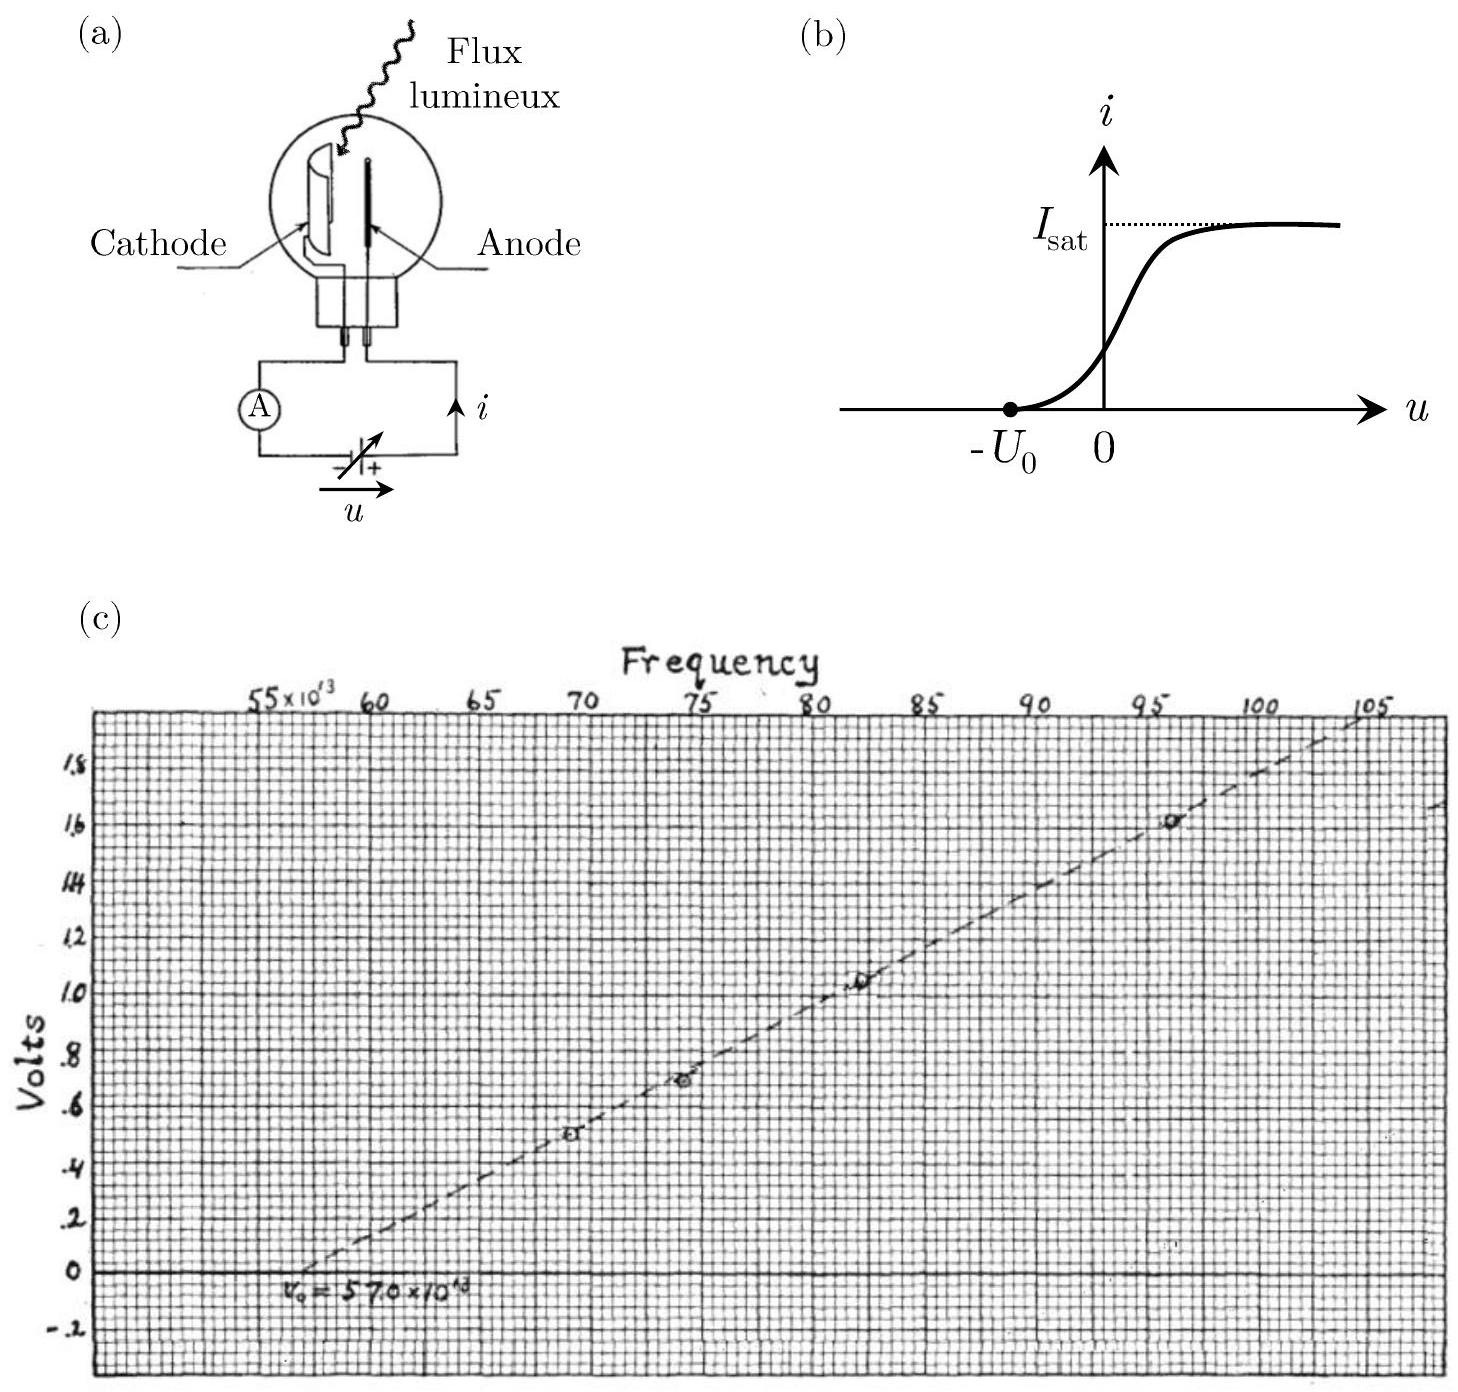 (a)
Flux
lumineux
Cathode
Anode
A
i
- +
u
(b)
i
I_sat
-U_0
0
u
(c)
Frequency
55×10^13 60 65 70 75 80 85 90 95 100 105
1.8
1.6
1.4
1.2
1.0
.8
.6
.4
.2
0
Volts
ν_0 = 57.0×10^13